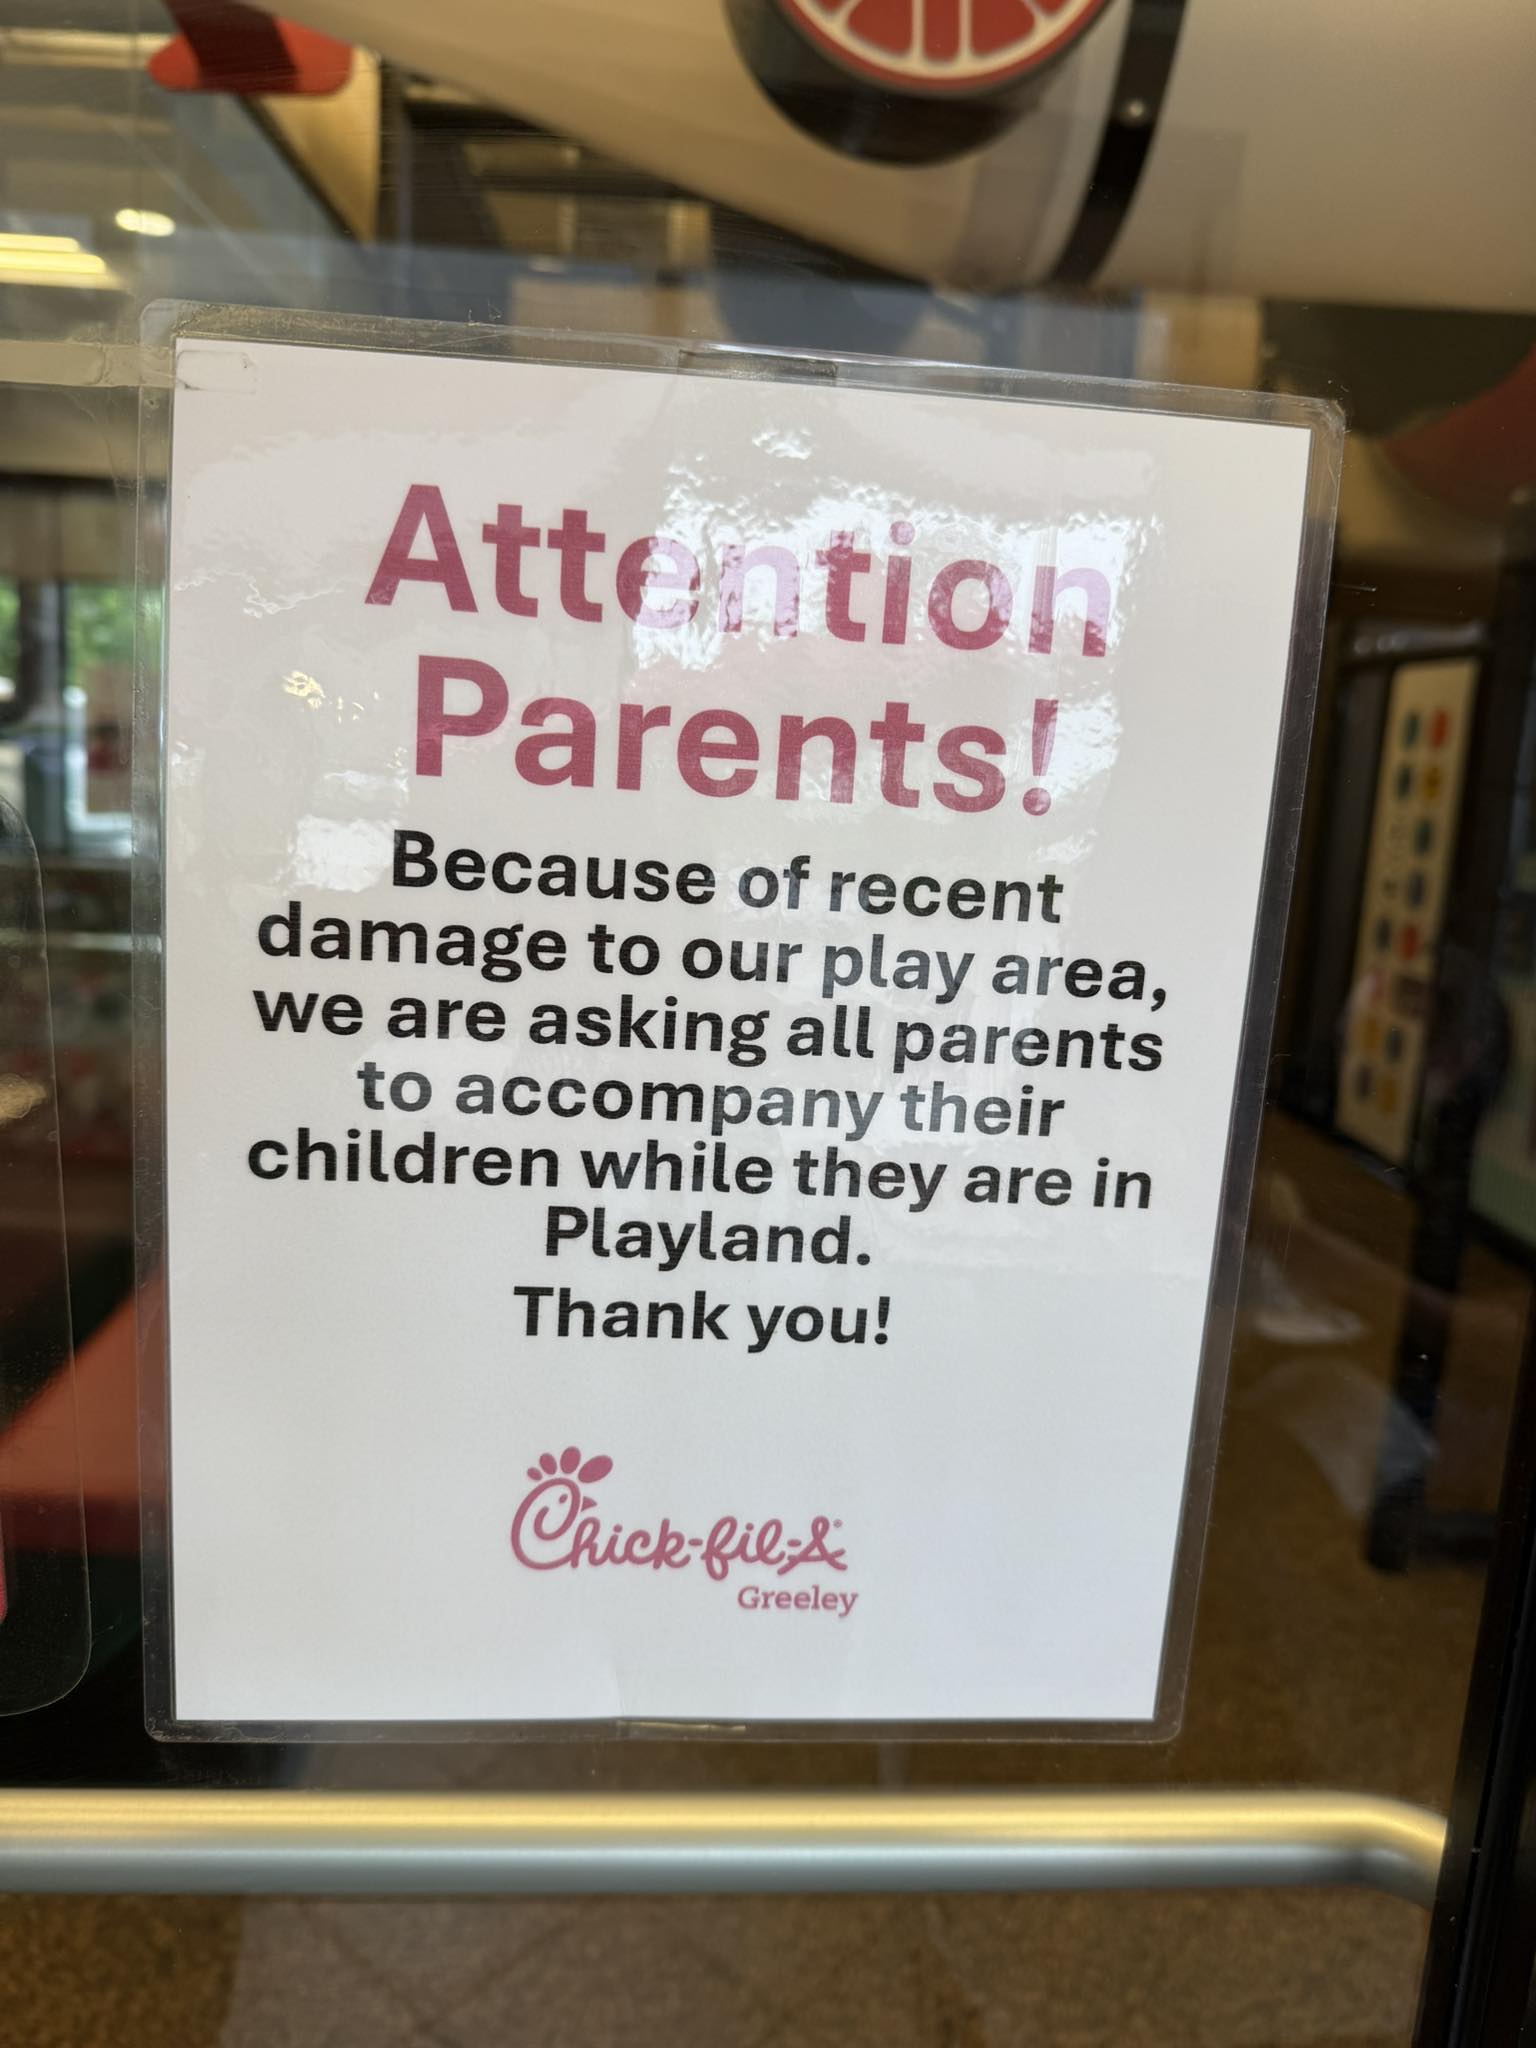 Attention
Parents!
Because of recent
damage to our play area,
we are asking all parents
to accompany their
children while they are in
Playland.
Thank you!
Chick-fil-A®
Greeley